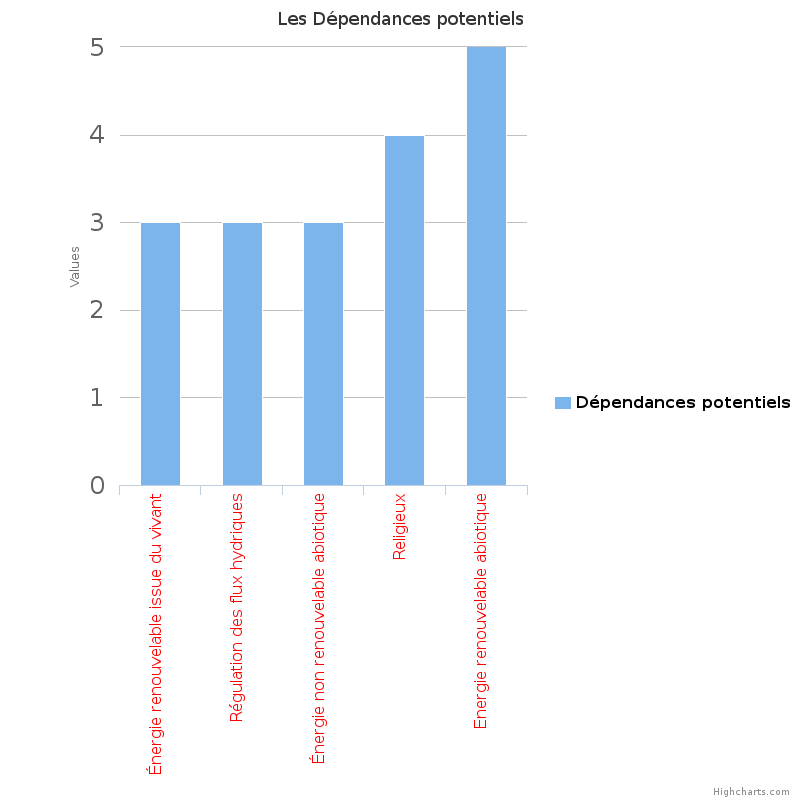 Les Dépendances potentiels
5
4
3
2
1
0
Values
Énergie renouvelable issue du vivant
Régulation des flux hydriques
Énergie non renouvelable abiotique
Religieux
Energie renouvelable abiotique
Dépendances potentiels
Highcharts.com